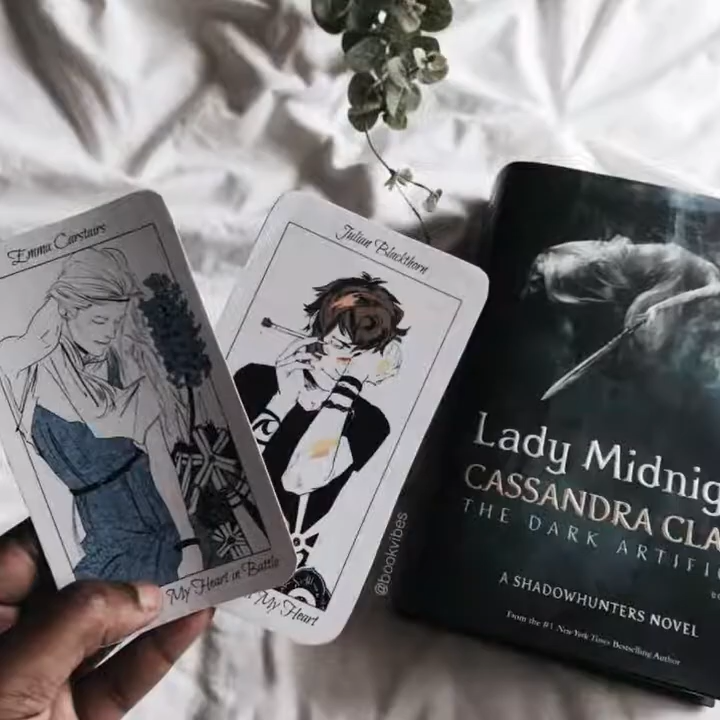 Emma Carstairs
My Heart in Battle
Julian Blackthorn
My Heart
@bookvibes
Lady Midnig
CASSANDRA CLA
THE DARK ARTIFI
A SHADOWHUNTERS NOVEL
From the #1 New York Times Bestselling Author